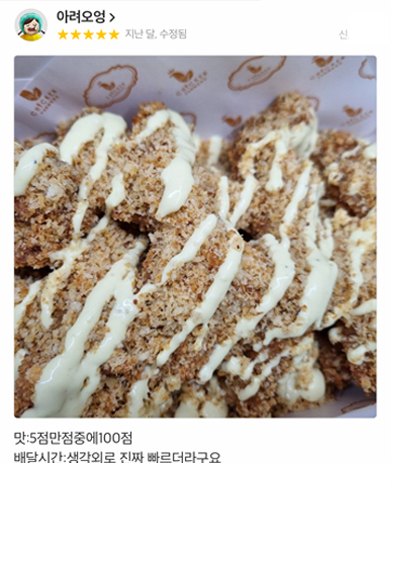 아려오엉 >
★★★★★ 지난 달, 수정됨
신
맛:5점만점중에100점
배달시간:생각외로 진짜 빠르더라구요